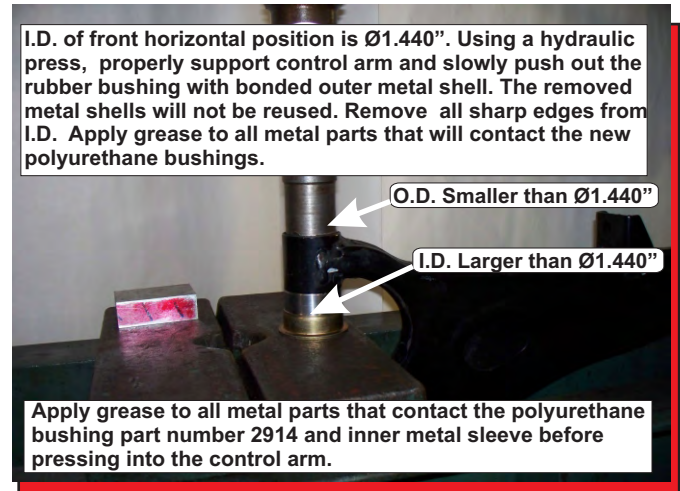 I.D. of front horizontal position is Ø1.440”. Using a hydraulic
press, properly support control arm and slowly push out the
rubber bushing with bonded outer metal shell. The removed
metal shells will not be reused. Remove all sharp edges from
I.D. Apply grease to all metal parts that will contact the new
polyurethane bushings.
O.D. Smaller than Ø1.440”
I.D. Larger than Ø1.440”
Apply grease to all metal parts that contact the polyurethane
bushing part number 2914 and inner metal sleeve before
pressing into the control arm.